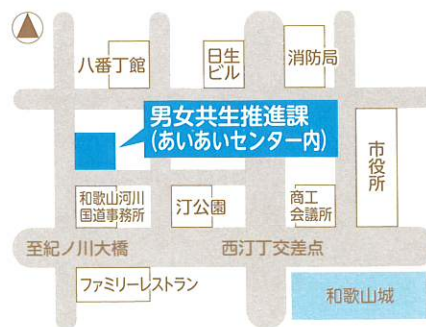 八番丁館
日生
ビル
消防局
男女共生推進課
(あいあいセンター内)
市役所
和歌山河川
国道事務所
汀公園
商工
会議所
至紀ノ川大橋
西汀丁交差点
ファミリーレストラン
和歌山城